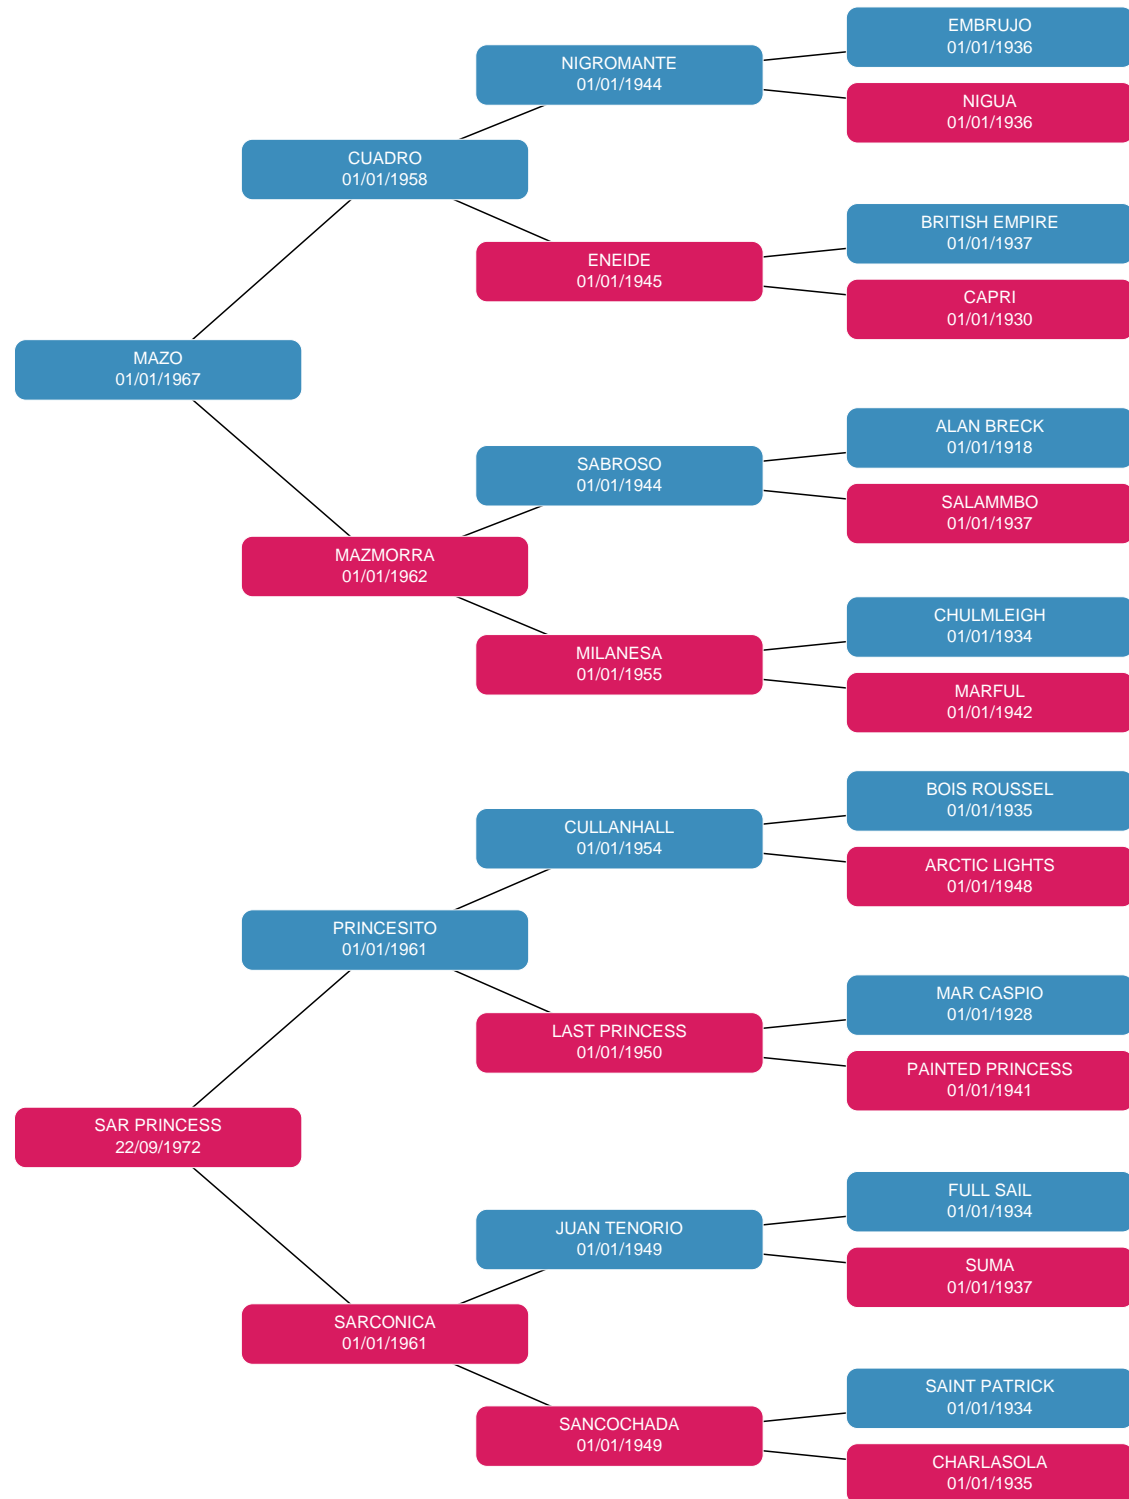 EMBRUJO
01/01/1936
NIGROMANTE
01/01/1944
NIGUA
01/01/1936
CUADRO
01/01/1958
BRITISH EMPIRE
01/01/1937
ENEIDE
01/01/1945
CAPRI
01/01/1930
MAZO
01/01/1967
ALAN BRECK
01/01/1918
SABROSO
01/01/1944
SALAMMBO
01/01/1937
MAZMORRA
01/01/1962
CHULMLEIGH
01/01/1934
MILANESA
01/01/1955
MARFUL
01/01/1942
BOIS ROUSSEL
01/01/1935
CULLANHALL
01/01/1954
ARCTIC LIGHTS
01/01/1948
PRINCESITO
01/01/1961
MAR CASPIO
01/01/1928
LAST PRINCESS
01/01/1950
PAINTED PRINCESS
01/01/1941
SAR PRINCESS
22/09/1972
FULL SAIL
01/01/1934
JUAN TENORIO
01/01/1949
SUMA
01/01/1937
SARCONICA
01/01/1961
SAINT PATRICK
01/01/1934
SANCOCHADA
01/01/1949
CHARLASOLA
01/01/1935